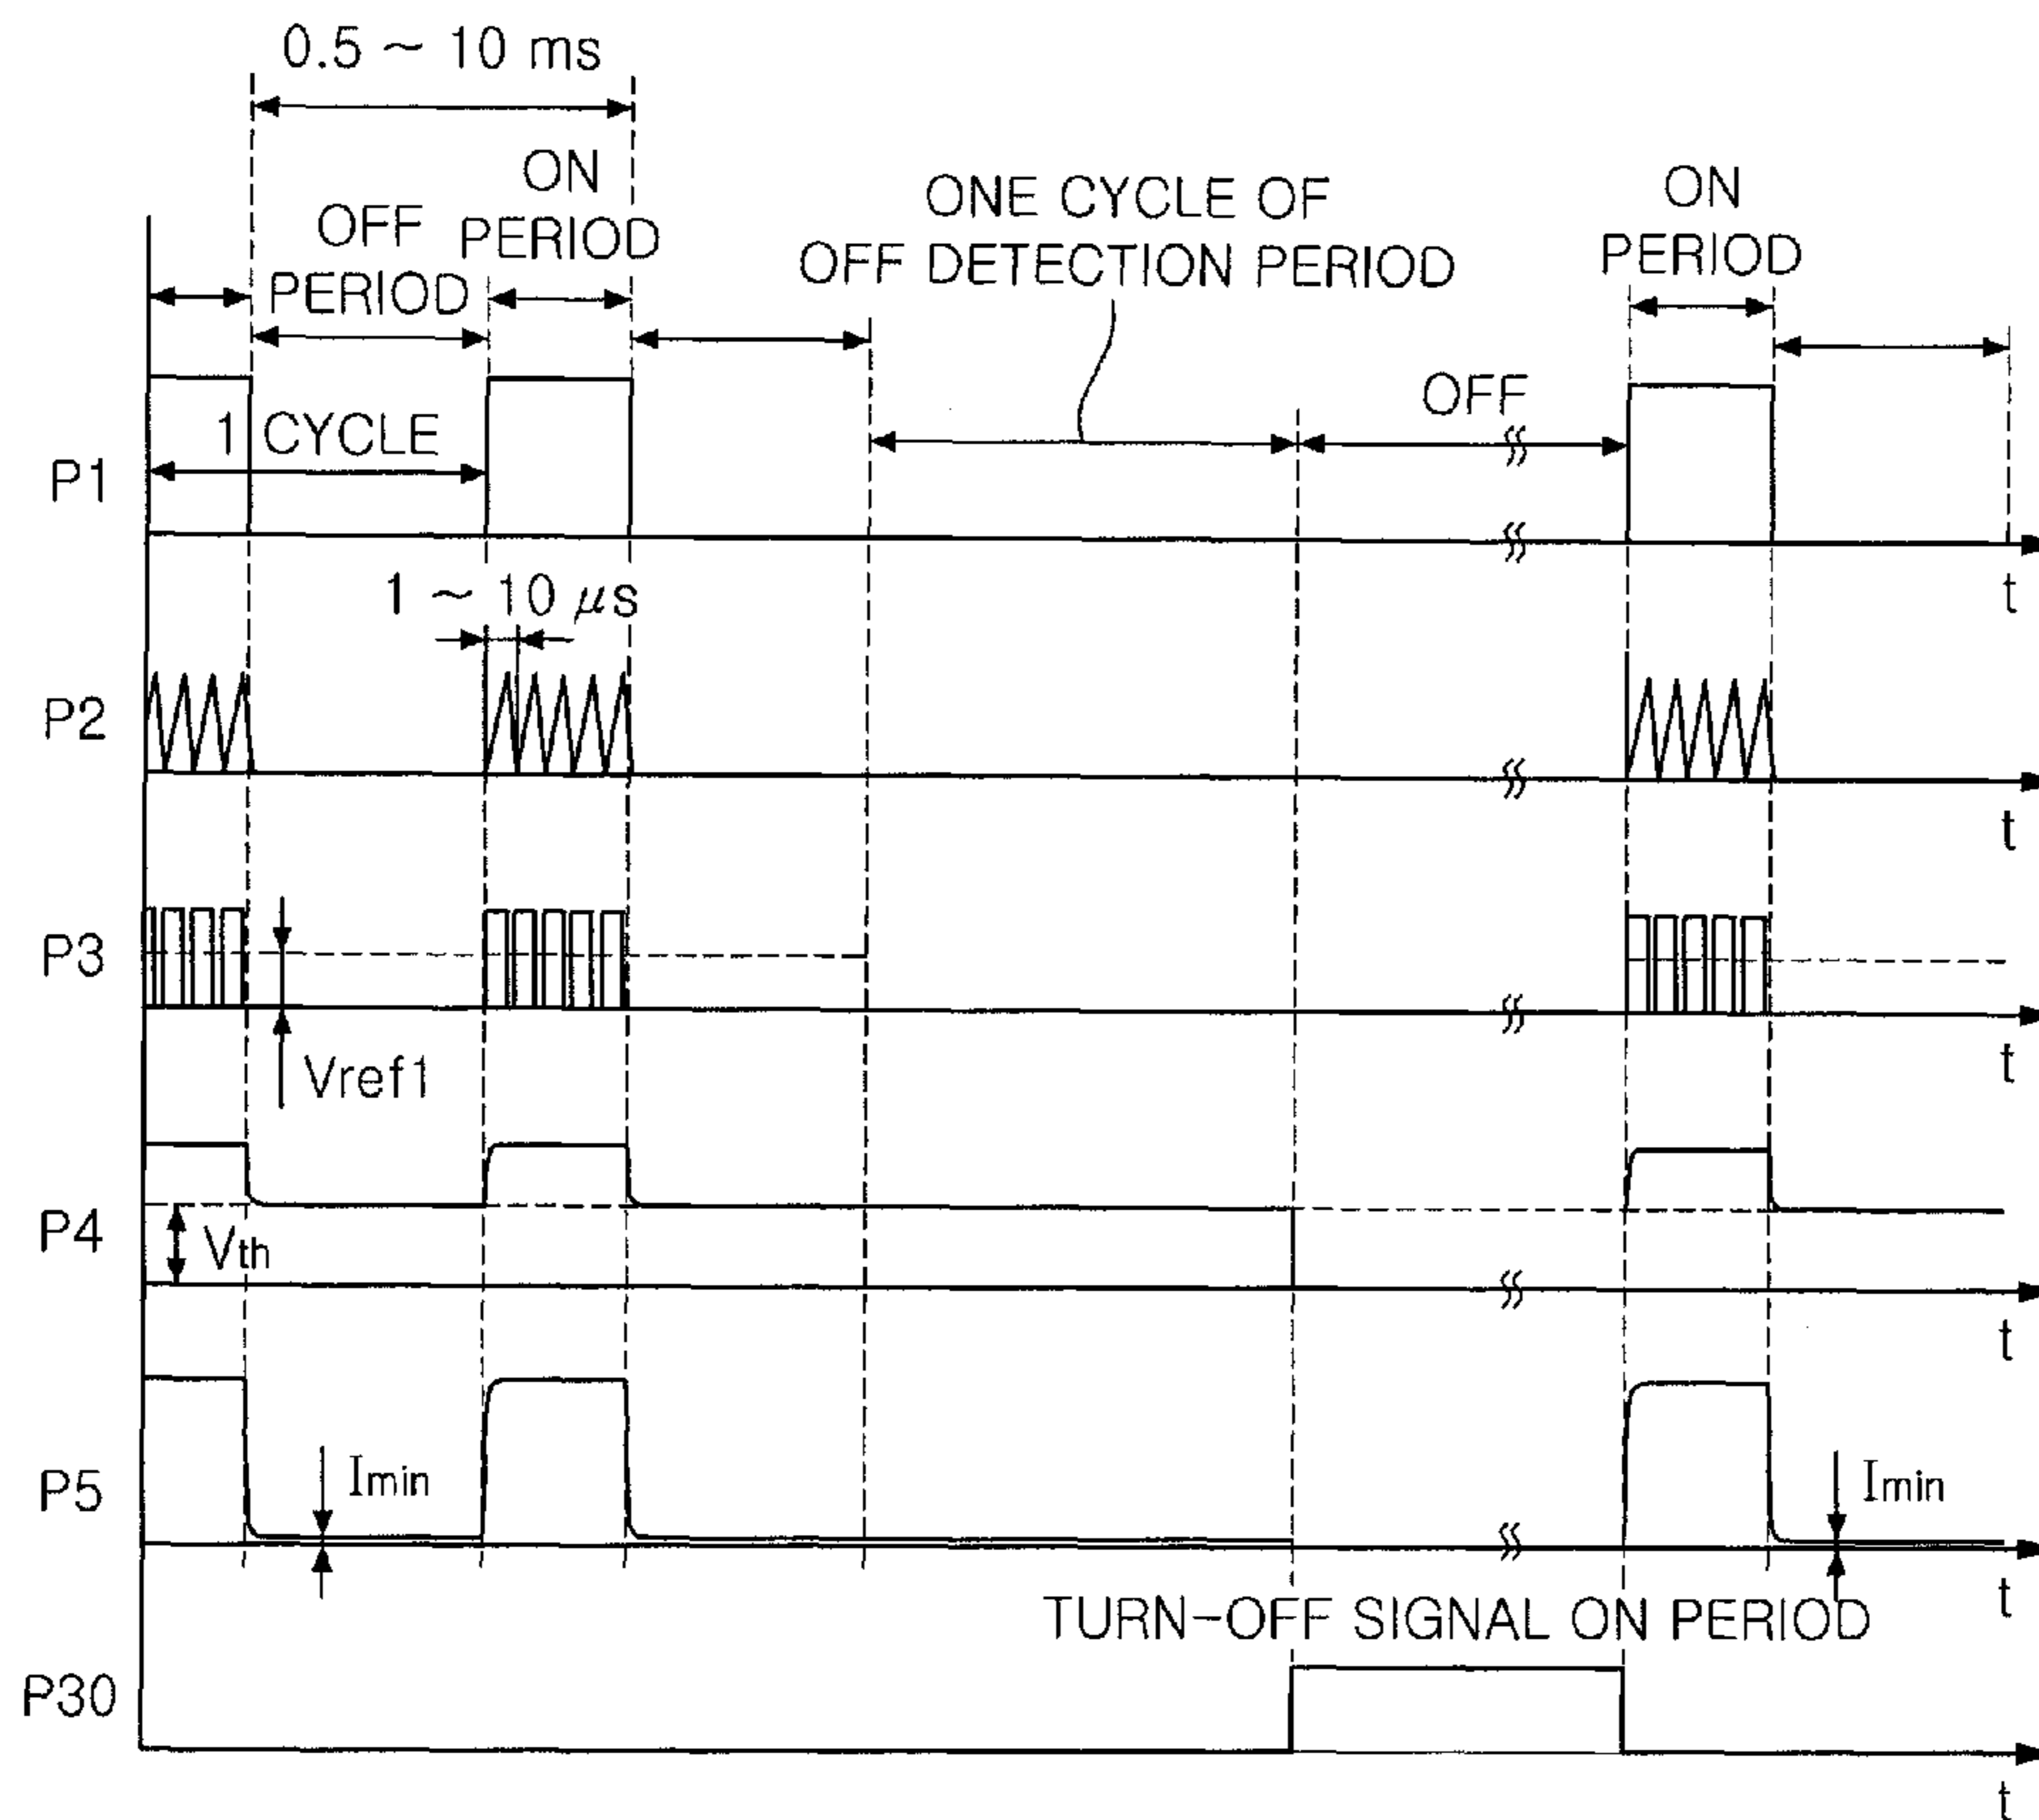 0.5 ~ 10 ms
ON
PERIOD
OFF
PERIOD
ONE CYCLE OF
OFF DETECTION PERIOD
ON
PERIOD
OFF
1 CYCLE
P1
t
1 ~ 10 μs
P2
t
P3
Vref1
t
P4
Vth
t
P5
Imin
Imin
t
TURN-OFF SIGNAL ON PERIOD
P30
t